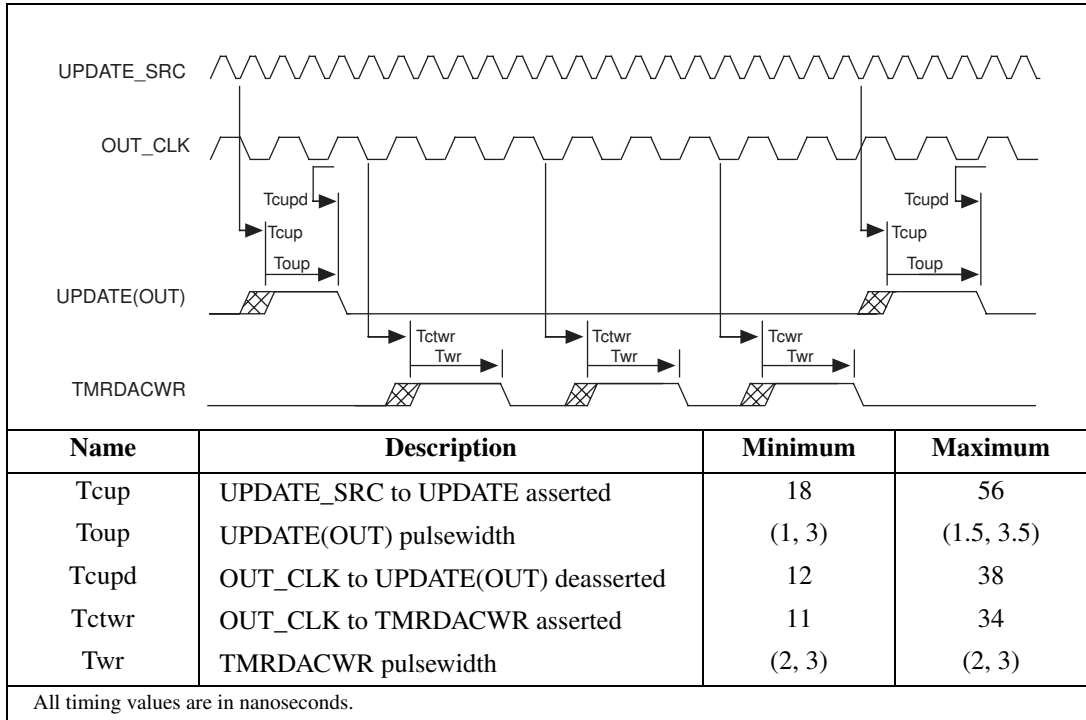 UPDATE_SRC
OUT_CLK
Tcupd
Tcupd
Tcup
Tcup
Toup
Toup
UPDATE(OUT)
Tctwr
Tctwr
Tcwr
Twr
Twr
Twr
TMRDACWR
Name Description Minimum Maximum
Tcup UPDATE_SRC to UPDATE asserted 18 56
Toup UPDATE(OUT) pulsewidth (1, 3) (1.5, 3.5)
Tcupd OUT_CLK to UPDATE(OUT) deasserted 12 38
Tctwr OUT_CLK to TMRDACWR asserted 11 34
Twr TMRDACWR pulsewidth (2, 3) (2, 3)
All timing values are in nanoseconds.